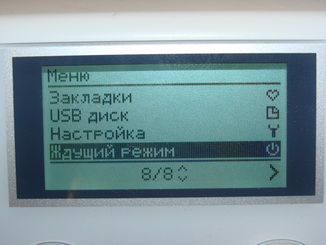 Меню
Закладки
USB диск
Настройка
Ждущий режим
8/8